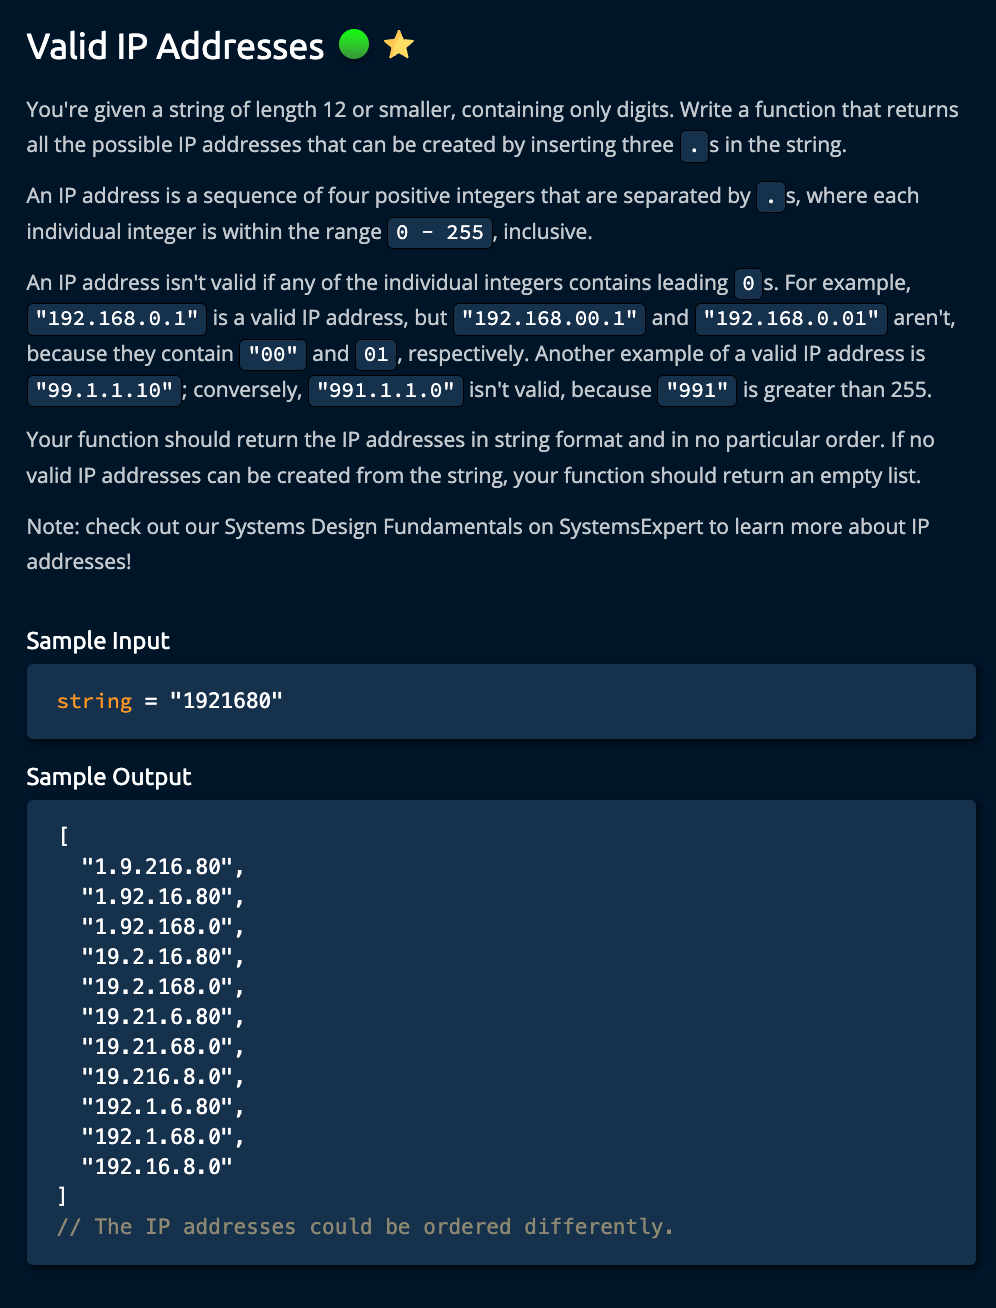 Valid IP Addresses
You're given a string of length 12 or smaller, containing only digits. Write a function that returns
all the possible IP addresses that can be created by inserting three . s in the string.
An IP address is a sequence of four positive integers that are separated by . s, where each
individual integer is within the range 0 - 255 , inclusive.
An IP address isn't valid if any of the individual integers contains leading 0 s. For example,
"192.168.0.1" is a valid IP address, but "192.168.00.1" and "192.168.0.01" aren't,
because they contain "00" and 01 , respectively. Another example of a valid IP address is
"99.1.1.10" ; conversely, "991.1.1.0" isn't valid, because "991" is greater than 255.
Your function should return the IP addresses in string format and in no particular order. If no
valid IP addresses can be created from the string, your function should return an empty list.
Note: check out our Systems Design Fundamentals on SystemsExpert to learn more about IP
addresses!
Sample Input
string = "1921680"
Sample Output
[
"1.9.216.80",
"1.92.16.80",
"1.92.168.0",
"19.2.16.80",
"19.2.168.0",
"19.21.6.80",
"19.21.68.0",
"19.216.8.0",
"192.1.6.80",
"192.1.68.0",
"192.16.8.0"
]
// The IP addresses could be ordered differently.